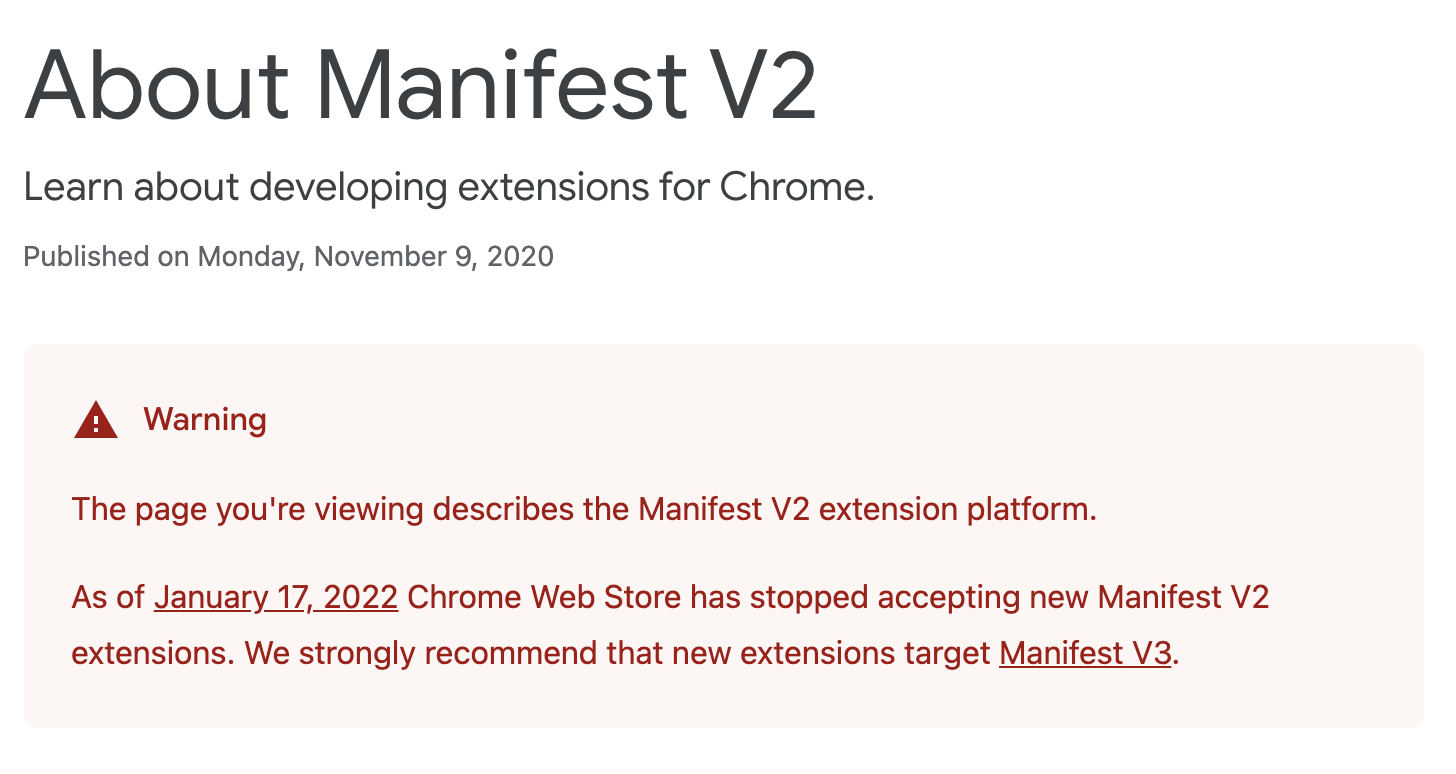 About Manifest V2
Learn about developing extensions for Chrome.
Published on Monday, November 9, 2020
Warning
The page you're viewing describes the Manifest V2 extension platform.
As of January 17, 2022 Chrome Web Store has stopped accepting new Manifest V2
extensions. We strongly recommend that new extensions target Manifest V3.